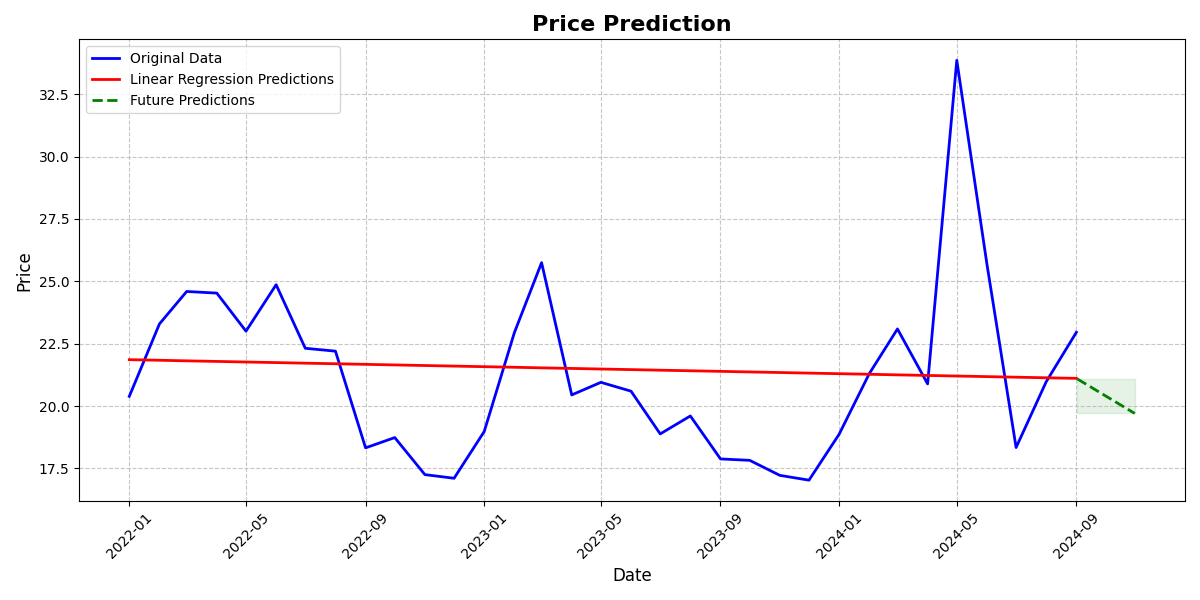 Price Prediction
Original Data
Linear Regression Predictions
Future Predictions
Price
32.5
30.0
27.5
25.0
22.5
20.0
17.5
2022-01
2022-05
2022-09
2023-01
2023-05
2023-09
2024-01
2024-05
2024-09
Date